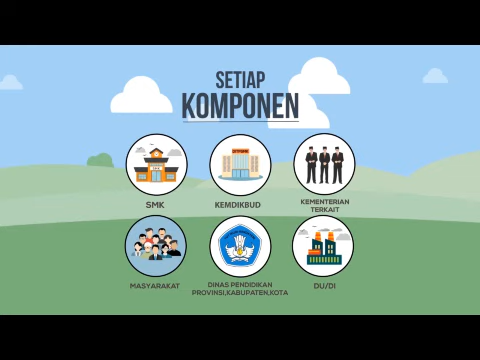 SETIAP
KOMPONEN
SMK
KEMDIKBUD
KEMENTERIAN
TERKAIT
MASYARAKAT
DINAS PENDIDIKAN
PROVINSI,KABUPATEN,KOTA
DU/DI